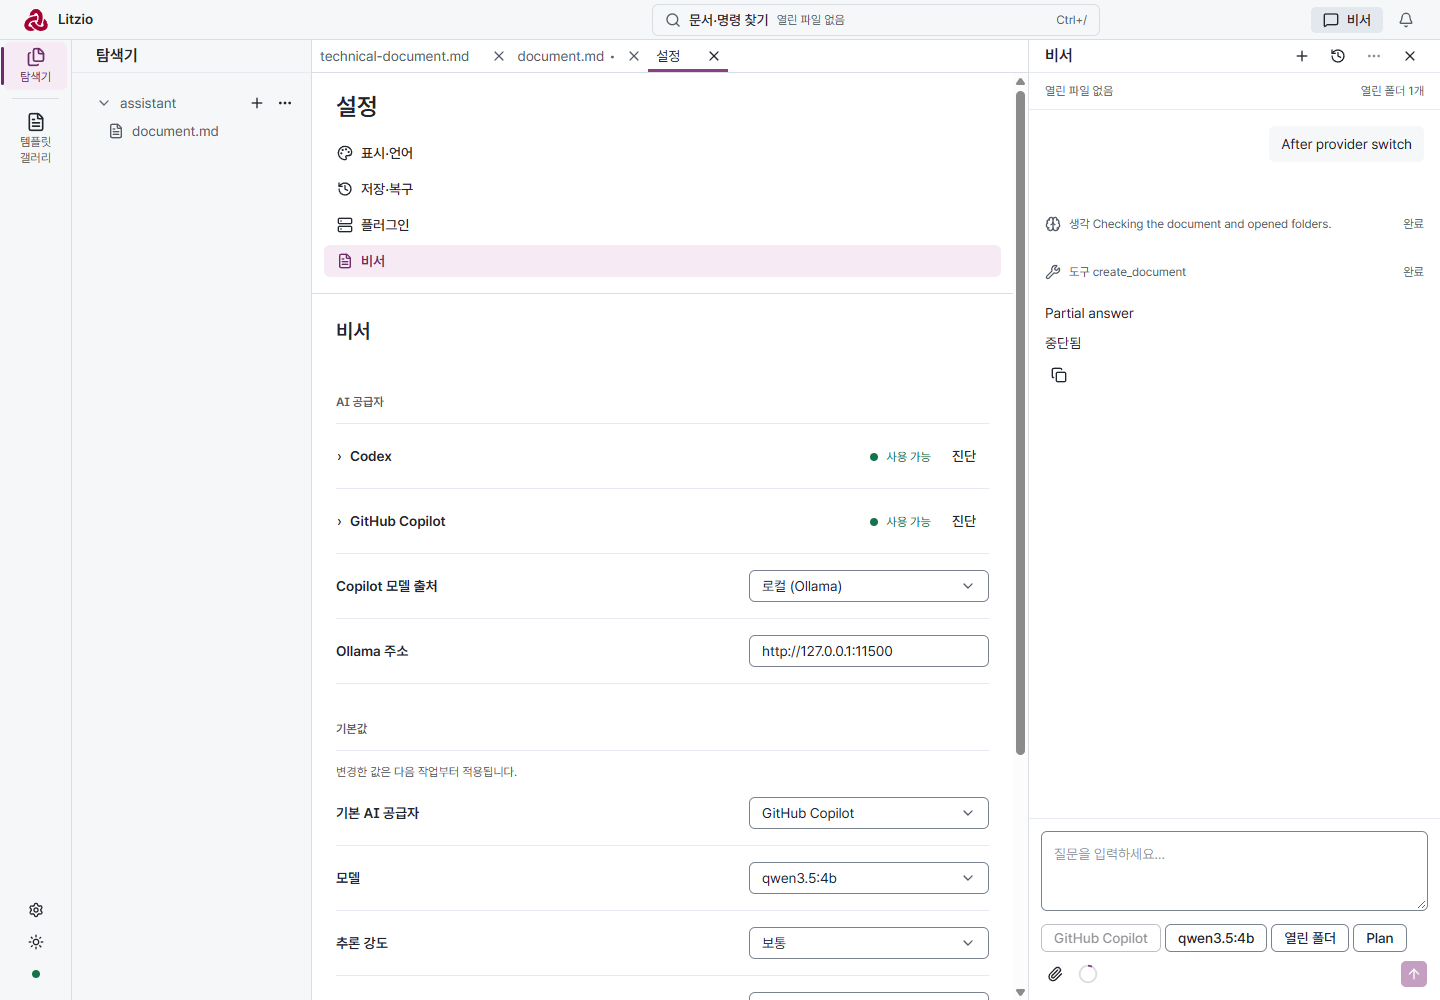 Litzio
문서·명령 찾기 열린 파일 없음 Ctrl+/
비서
탐색기
템플릿
갤러리
탐색기
assistant
document.md
technical-document.md
document.md •
설정
설정
표시·언어
저장·복구
플러그인
비서
비서
AI 공급자
Codex
사용 가능
진단
GitHub Copilot
사용 가능
진단
Copilot 모델 출처
로컬 (Ollama)
Ollama 주소
http://127.0.0.1:11500
기본값
변경한 값은 다음 작업부터 적용됩니다.
기본 AI 공급자
GitHub Copilot
모델
qwen3.5:4b
추론 강도
보통
비서
열린 파일 없음
열린 폴더 1개
After provider switch
생각 Checking the document and opened folders.
완료
도구 create_document
완료
Partial answer
중단됨
질문을 입력하세요...
GitHub Copilot
qwen3.5:4b
열린 폴더
Plan